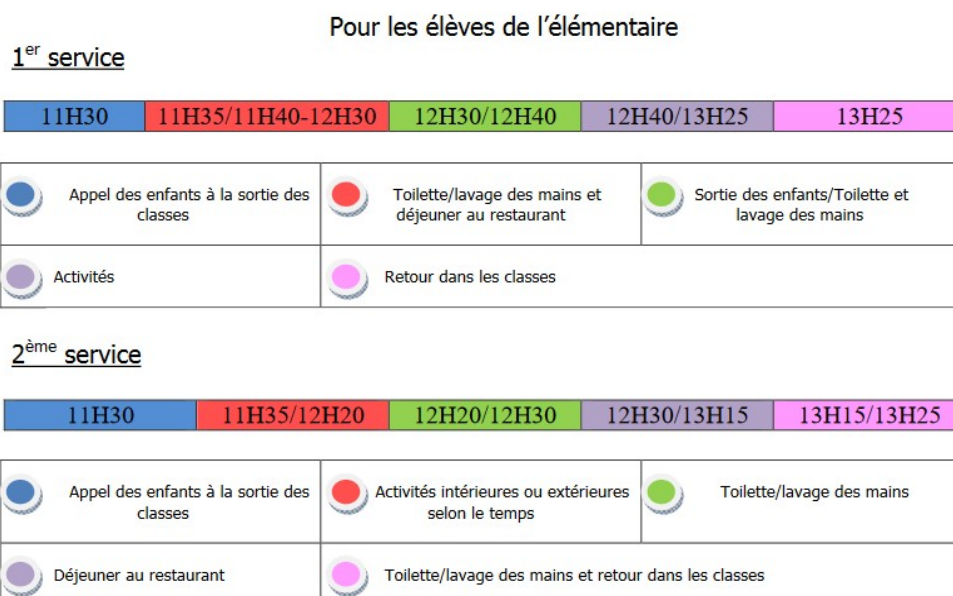 Pour les élèves de l’élémentaire
1er service
11H30 11H35/11H40-12H30 12H30/12H40 12H40/13H25 13H25
Appel des enfants à la sortie des
classes
Toilette/lavage des mains et
déjeuner au restaurant
Sortie des enfants/Toilette et
lavage des mains
Activités
Retour dans les classes
2ème service
11H30 11H35/12H20 12H20/12H30 12H30/13H15 13H15/13H25
Appel des enfants à la sortie des
classes
Activités intérieures ou extérieures
selon le temps
Toilette/lavage des mains
Déjeuner au restaurant
Toilette/lavage des mains et retour dans les classes